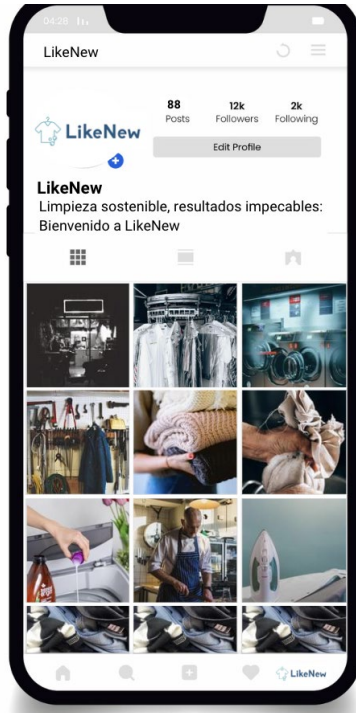 04:28
LikeNew
88
12k
2k
Posts
Followers
Following
LikeNew
Edit Profile
LikeNew
Limpieza sostenible, resultados impecables:
Bienvenido a LikeNew
LikeNew